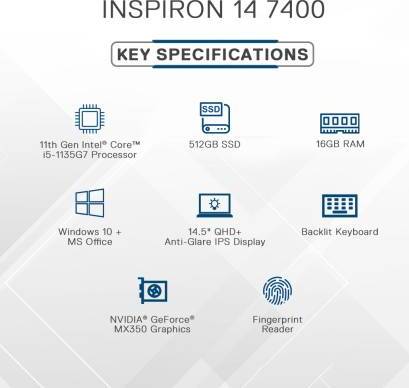 INSPIRON 14 7400
KEY SPECIFICATIONS
SSD
11th Gen Intel® Core™
i5-1135G7 Processor
512GB SSD
16GB RAM
Windows 10 +
MS Office
14.5" QHD+
Anti-Glare IPS Display
Backlit Keyboard
NVIDIA® GeForce®
MX350 Graphics
Fingerprint
Reader